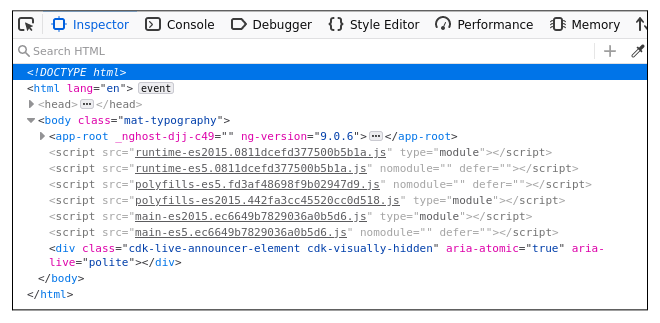 Inspector Console Debugger Style Editor Performance Memory
Search HTML
<!DOCTYPE html>
<html lang="en"> event
<head> ••• </head>
<body class="mat-typography">
<app-root _nghost-djj-c49="" ng-version="9.0.6"> ••• </app-root>
<script src="runtime-es2015.0811dcefd377500b5b1a.js" type="module"></script>
<script src="runtime-es5.0811dcefd377500b5b1a.js" nomodule="" defer=""></script>
<script src="polyfills-es5.fd3af48698f9b02947d9.js" nomodule="" defer=""></script>
<script src="polyfills-es2015.442fa3cc45520cc0d518.js" type="module"></script>
<script src="main-es2015.ec6649b7829036a0b5d6.js" type="module"></script>
<script src="main-es5.ec6649b7829036a0b5d6.js" nomodule="" defer=""></script>
<div class="cdk-live-announcer-element cdk-visually-hidden" aria-atomic="true" aria-
live="polite"></div>
</body>
</html>